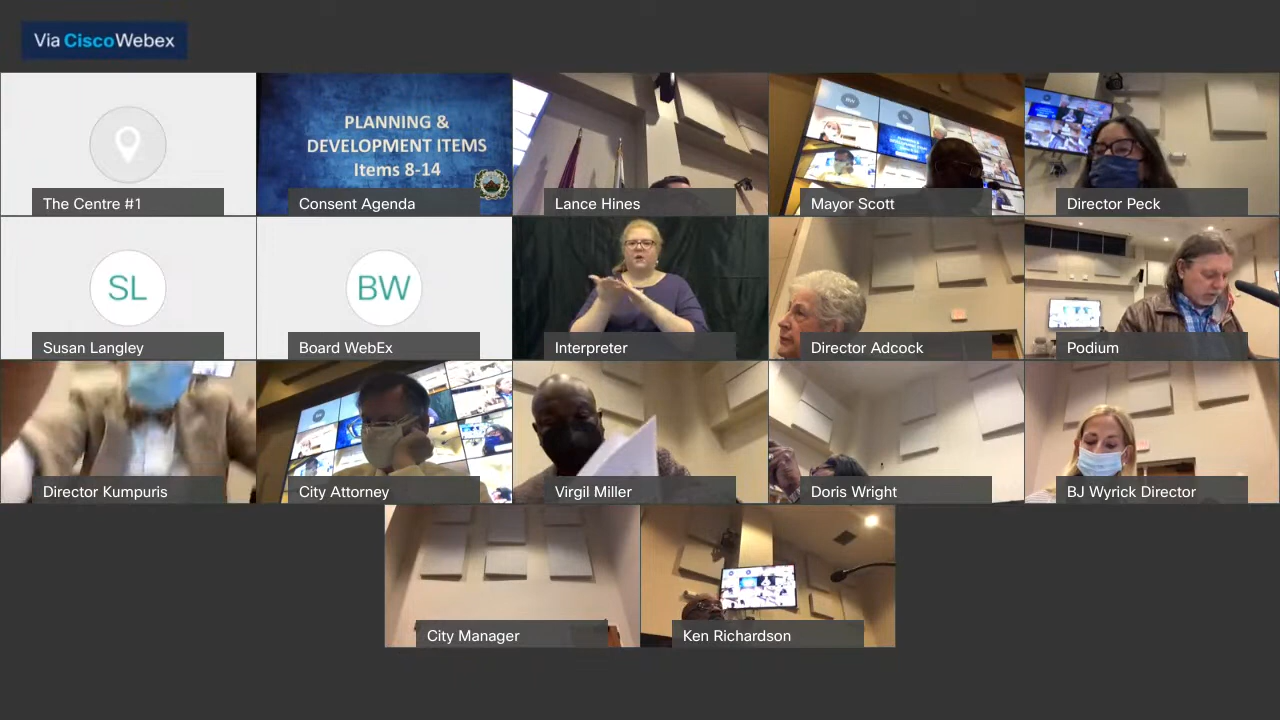 Via CiscoWebex
PLANNING &
DEVELOPMENT ITEMS
Items 8-14
The Centre #1
Consent Agenda
Lance Hines
Mayor Scott
Director Peck
SL
BW
Susan Langley
Board WebEx
Interpreter
Director Adcock
Podium
Director Kumpuris
City Attorney
Virgil Miller
Doris Wright
BJ Wyrick Director
City Manager
Ken Richardson